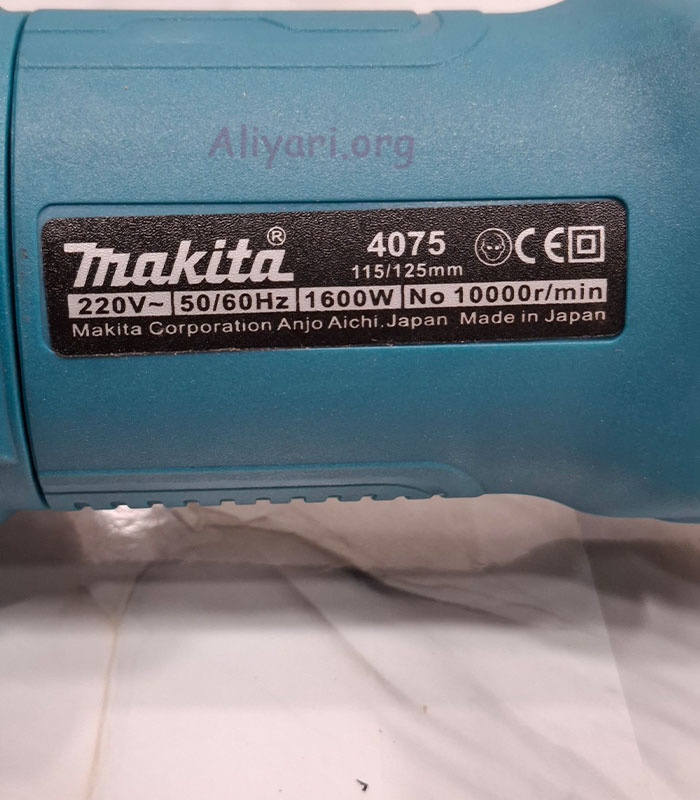 Aliyari.org
makita®
4075
115/125mm
220V~ 50/60Hz 1600W No 10000r/min
Makita Corporation Anjo Aichi.Japan Made in Japan